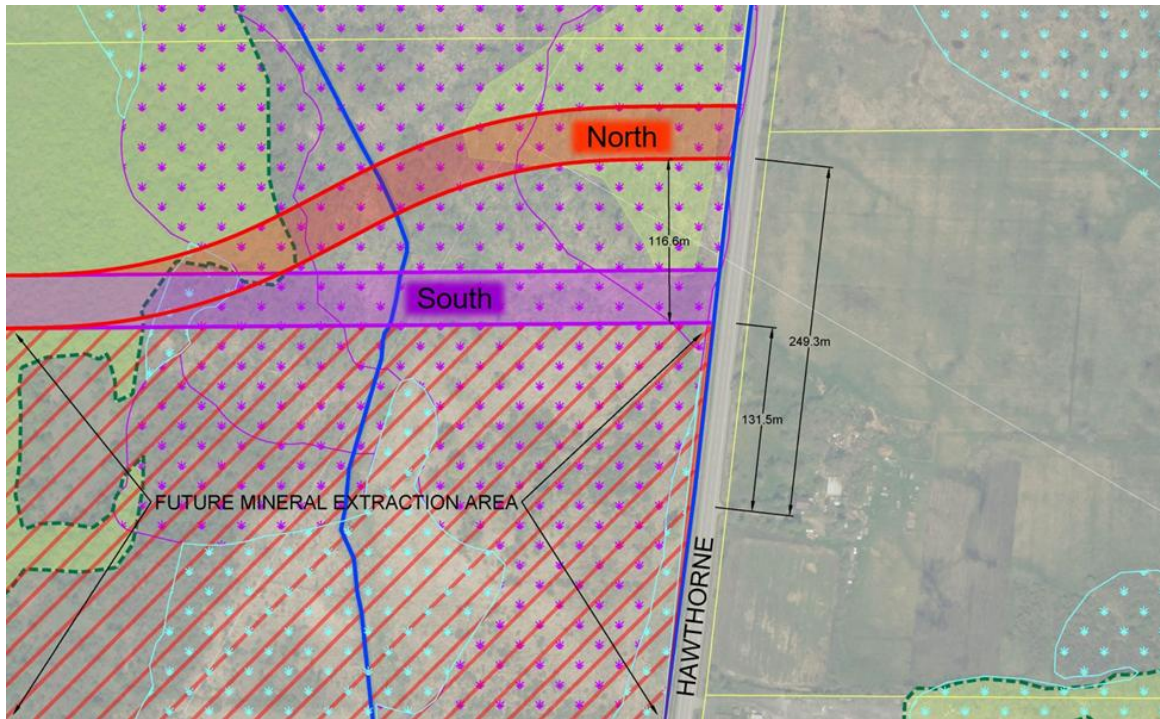 North
116.6m
South
249.3m
131.5m
FUTURE MINERAL EXTRACTION AREA
HAWTHORNE